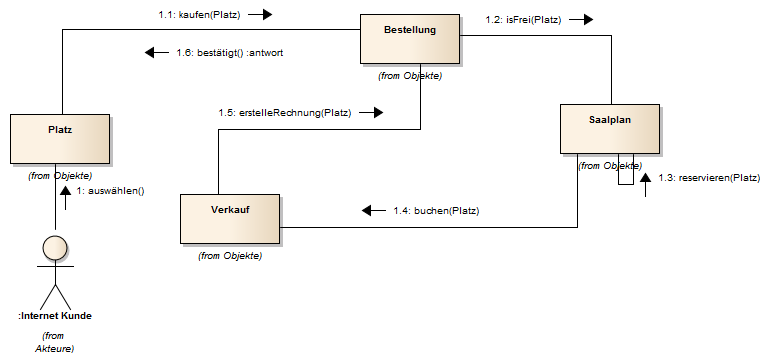 1.1: kaufen(Platz)
Bestellung
1.2: isFrei(Platz)
1.6: bestätigt() :antwort
(from Objekte)
1.5: erstelleRechnung(Platz)
Platz
Saalplan
(from Objekte)
(from Objekte)
1: auswählen()
1.3: reservieren(Platz)
Verkauf
1.4: buchen(Platz)
(from Objekte)
:Internet Kunde
(from
Akteure)